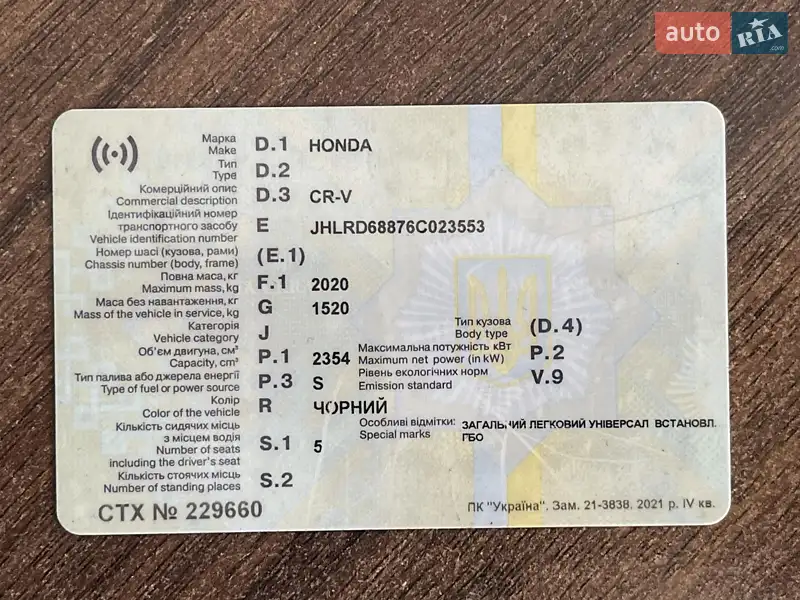 auto RIA.com
Марка D.1 HONDA
Make
Тип D.2
Type
Комерційний опис D.3 CR-V
Commercial description
Ідентифікаційний номер
транспортного засобу E JHLRD68876C023553
Vehicle identification number
Номер шасі (кузова, рами) (E.1)
Chassis number (body, frame)
Повна маса, кг F.1 2020
Maximum mass, kg
Маса без навантаження, кг G 1520
Mass of the vehicle in service, kg
Категорія J Тип кузова (D.4)
Vehicle category Body type
Об'єм двигуна, см³ P.1 2354 Максимальна потужність кВт P.2
Capacity, cm³ Maximum net power (in kW)
Тип палива або джерела енергії P.3 S Рівень екологічних норм V.9
Type of fuel or power source Emission standard
Колір R ЧОРНИЙ
Color of the vehicle
Кількість сидячих місць Особливі відмітки: ЗАГАЛЬНИЙ ЛЕГКОВИЙ УНІВЕРСАЛ ВСТАНОВЛ.
з місцем водія S.1 5 Special marks ГБО
Number of seats
including the driver's seat
Кількість стоячих місць S.2
Number of standing places
СТХ № 229660 ПК "Україна". Зам. 21-3838. 2021 р. IV кв.